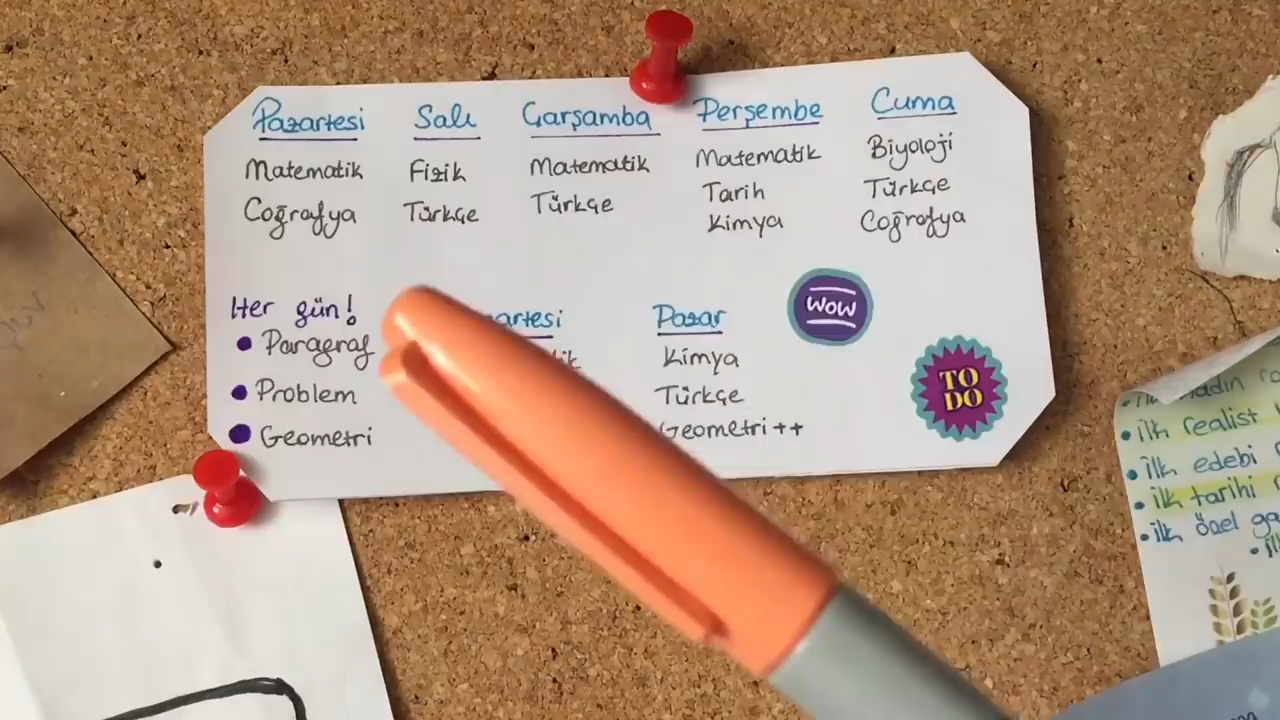 Pazartesi
Matematik
Coğrafya
Salı
Fizik
Türkçe
Çarşamba
Matematik
Türkçe
Perşembe
Matematik
Tarih
Kimya
Cuma
Biyoloji
Türkçe
Coğrafya
Her gün!
Paragraf
Problem
Geometri
Pazar
Kimya
Türkçe
Geometri++
WOW
TO
DO
ilk realist
ilk edebi
ilk tarihi
ilk özel